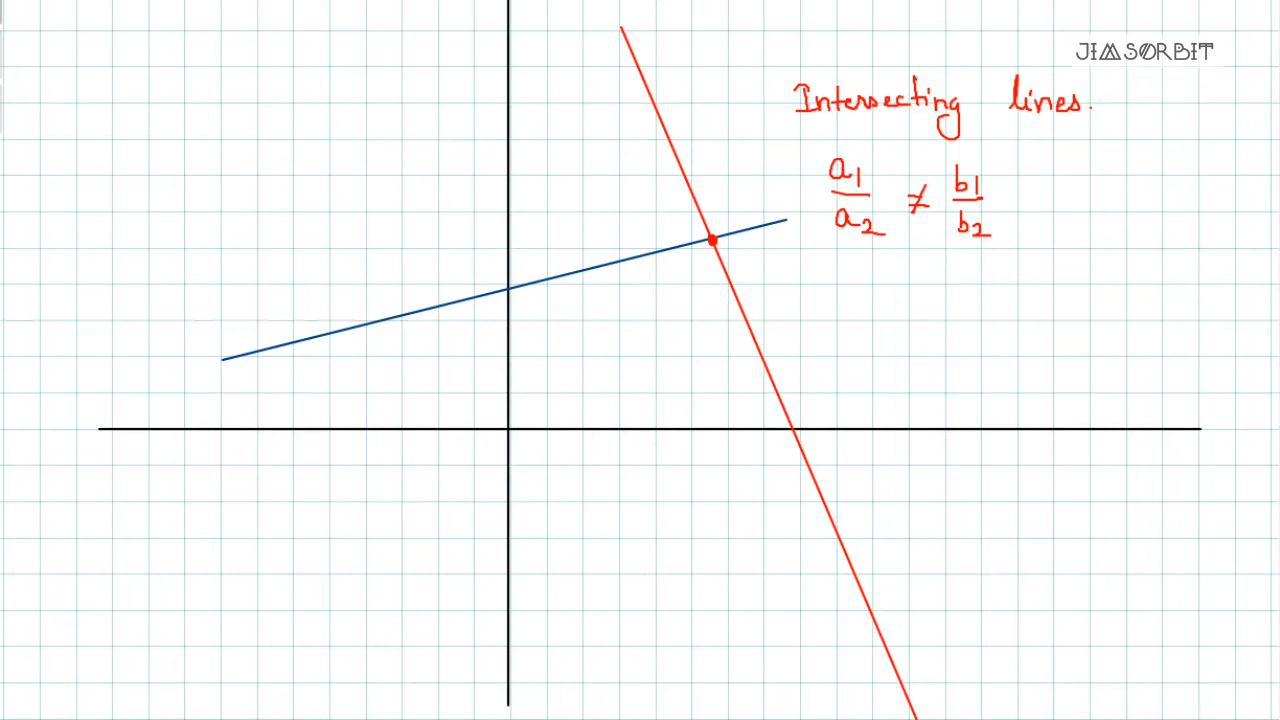 JIMSORBIT
Intersecting lines.
a1/a2 ≠ b1/b2